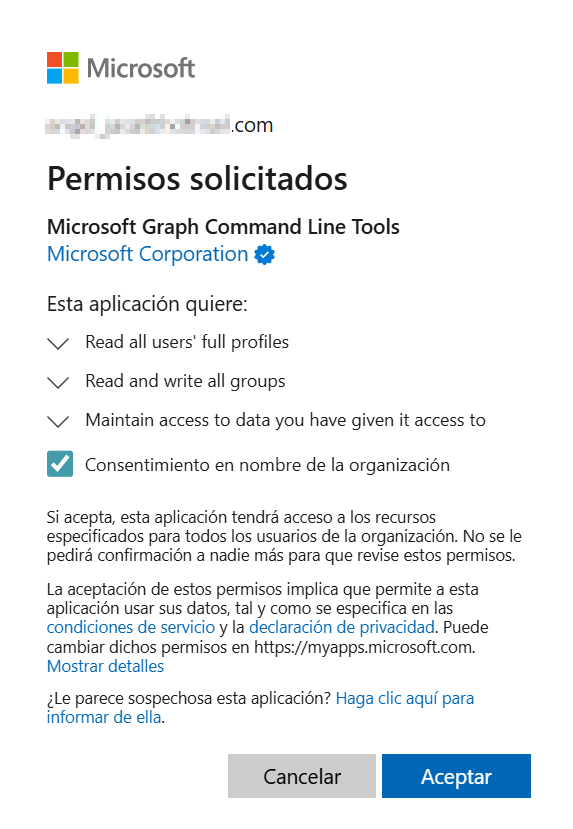 Microsoft
.com
Permisos solicitados
Microsoft Graph Command Line Tools
Microsoft Corporation
Esta aplicación quiere:
Read all users' full profiles
Read and write all groups
Maintain access to data you have given it access to
Consentimiento en nombre de la organización
Si acepta, esta aplicación tendrá acceso a los recursos
especificados para todos los usuarios de la organización. No se le
pedirá confirmación a nadie más para que revise estos permisos.
La aceptación de estos permisos implica que permite a esta
aplicación usar sus datos, tal y como se especifica en las
condiciones de servicio y la declaración de privacidad. Puede
cambiar dichos permisos en https://myapps.microsoft.com.
Mostrar detalles
¿Le parece sospechosa esta aplicación? Haga clic aquí para
informar de ella.
Cancelar
Aceptar